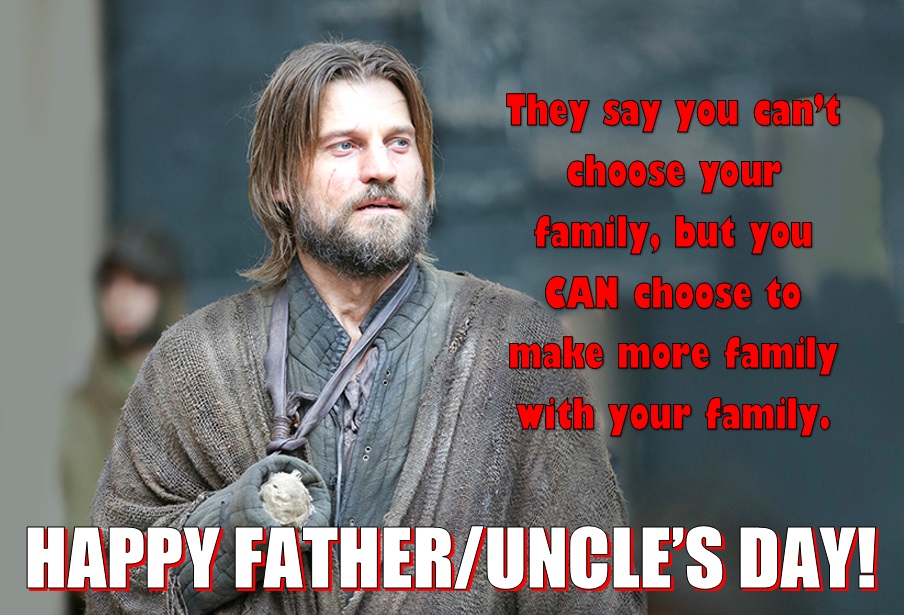 They say you can't
choose your
family, but you
CAN choose to
make more family
with your family.
HAPPY FATHER/UNCLE'S DAY!